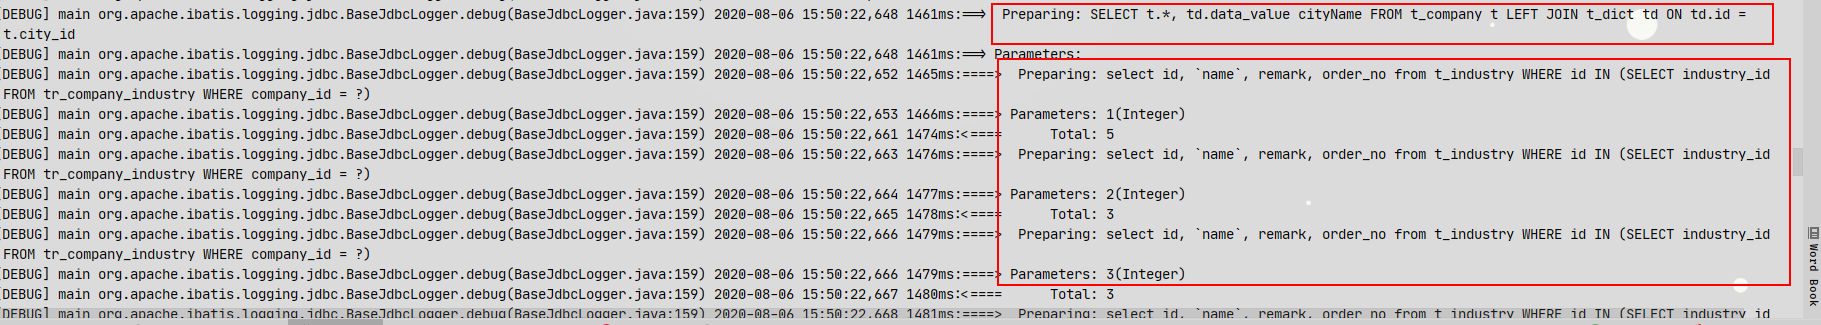 [DEBUG] main org.apache.ibatis.logging.jdbc.BaseJdbcLogger.debug(BaseJdbcLogger.java:159) 2020-08-06 15:50:22,648 1461ms:==> Preparing: SELECT t.*, td.data_value cityName FROM t_company t LEFT JOIN t_dict td ON td.id =
t.city_id
[DEBUG] main org.apache.ibatis.logging.jdbc.BaseJdbcLogger.debug(BaseJdbcLogger.java:159) 2020-08-06 15:50:22,648 1461ms:==> Parameters:
[DEBUG] main org.apache.ibatis.logging.jdbc.BaseJdbcLogger.debug(BaseJdbcLogger.java:159) 2020-08-06 15:50:22,652 1465ms:====> Preparing: select id, `name`, remark, order_no from t_industry WHERE id IN (SELECT industry_id
FROM tr_company_industry WHERE company_id = ?)
[DEBUG] main org.apache.ibatis.logging.jdbc.BaseJdbcLogger.debug(BaseJdbcLogger.java:159) 2020-08-06 15:50:22,653 1466ms:====> Parameters: 1(Integer)
[DEBUG] main org.apache.ibatis.logging.jdbc.BaseJdbcLogger.debug(BaseJdbcLogger.java:159) 2020-08-06 15:50:22,661 1474ms:<==== Total: 5
[DEBUG] main org.apache.ibatis.logging.jdbc.BaseJdbcLogger.debug(BaseJdbcLogger.java:159) 2020-08-06 15:50:22,663 1476ms:====> Preparing: select id, `name`, remark, order_no from t_industry WHERE id IN (SELECT industry_id
FROM tr_company_industry WHERE company_id = ?)
[DEBUG] main org.apache.ibatis.logging.jdbc.BaseJdbcLogger.debug(BaseJdbcLogger.java:159) 2020-08-06 15:50:22,664 1477ms:====> Parameters: 2(Integer)
[DEBUG] main org.apache.ibatis.logging.jdbc.BaseJdbcLogger.debug(BaseJdbcLogger.java:159) 2020-08-06 15:50:22,665 1478ms:<==== Total: 3
[DEBUG] main org.apache.ibatis.logging.jdbc.BaseJdbcLogger.debug(BaseJdbcLogger.java:159) 2020-08-06 15:50:22,666 1479ms:====> Preparing: select id, `name`, remark, order_no from t_industry WHERE id IN (SELECT industry_id
FROM tr_company_industry WHERE company_id = ?)
[DEBUG] main org.apache.ibatis.logging.jdbc.BaseJdbcLogger.debug(BaseJdbcLogger.java:159) 2020-08-06 15:50:22,666 1479ms:====> Parameters: 3(Integer)
[DEBUG] main org.apache.ibatis.logging.jdbc.BaseJdbcLogger.debug(BaseJdbcLogger.java:159) 2020-08-06 15:50:22,667 1480ms:<==== Total: 3
[DEBUG] main org.apache.ibatis.logging.jdbc.BaseJdbcLogger.debug(BaseJdbcLogger.java:159) 2020-08-06 15:50:22,668 1481ms:====> Preparing: select id, `name`, remark, order_no from t_industry WHERE id IN (SELECT industry_id
Word Book